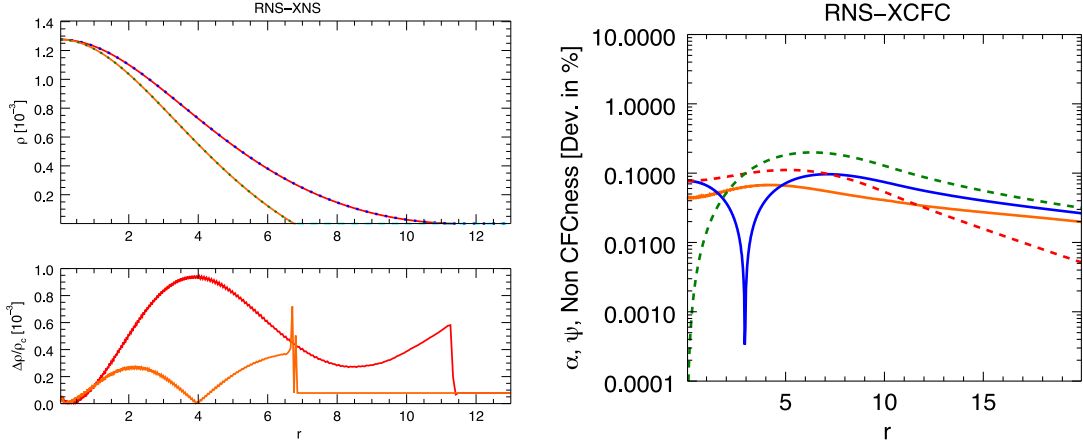 RNS−XNS
ρ [10⁻³]
1.4
1.2
1.0
0.8
0.6
0.4
0.2
2 4 6 8 10 12
Δρ/ρc [10⁻³]
1.0
0.8
0.6
0.4
0.2
0.0
2 4 6 8 10 12
r
RNS−XCFC
α, ψ, Non CFCness [Dev. in %]
10.0000
1.0000
0.1000
0.0100
0.0010
0.0001
5 10 15
r